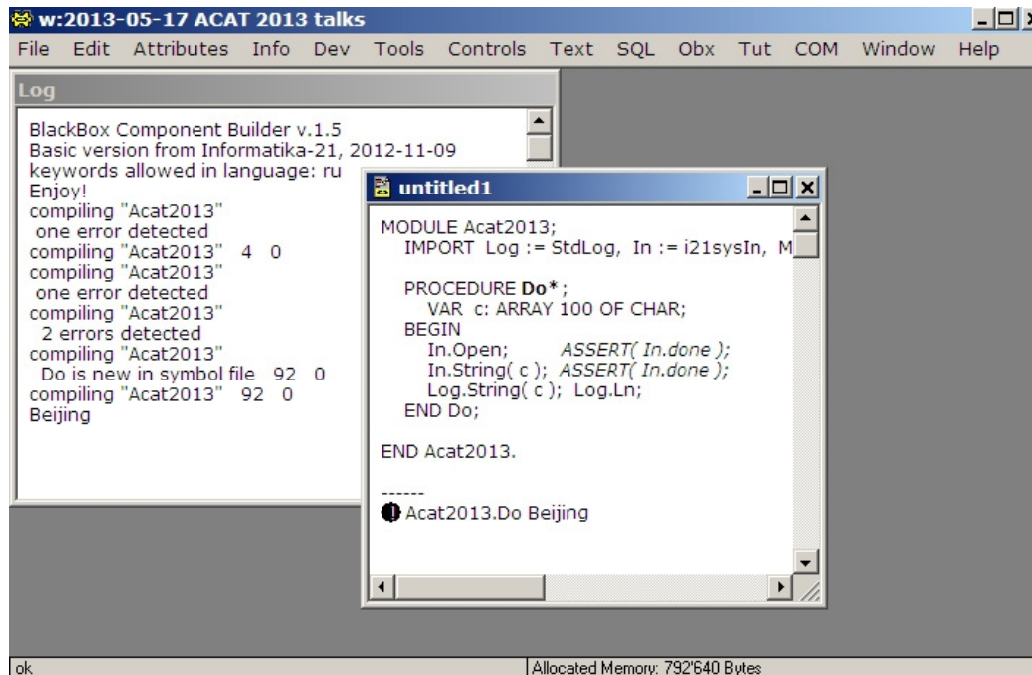 w:2013-05-17 ACAT 2013 talks
File Edit Attributes Info Dev Tools Controls Text SQL Obx Tut COM Window Help
Log
BlackBox Component Builder v.1.5
Basic version from Informatika-21, 2012-11-09
keywords allowed in language: ru
Enjoy!
compiling "Acat2013"
one error detected
compiling "Acat2013" 4 0
compiling "Acat2013"
one error detected
compiling "Acat2013"
2 errors detected
compiling "Acat2013"
Do is new in symbol file 92 0
compiling "Acat2013" 92 0
Beijing
untitled1
MODULE Acat2013;
IMPORT Log := StdLog, In := i21sysIn, M
PROCEDURE Do* ;
VAR c: ARRAY 100 OF CHAR;
BEGIN
In.Open; ASSERT( In.done );
In.String( c ); ASSERT( In.done );
Log.String( c ); Log.Ln;
END Do;
END Acat2013.
------
! Acat2013.Do Beijing
ok
Allocated Memory: 792'640 Bytes